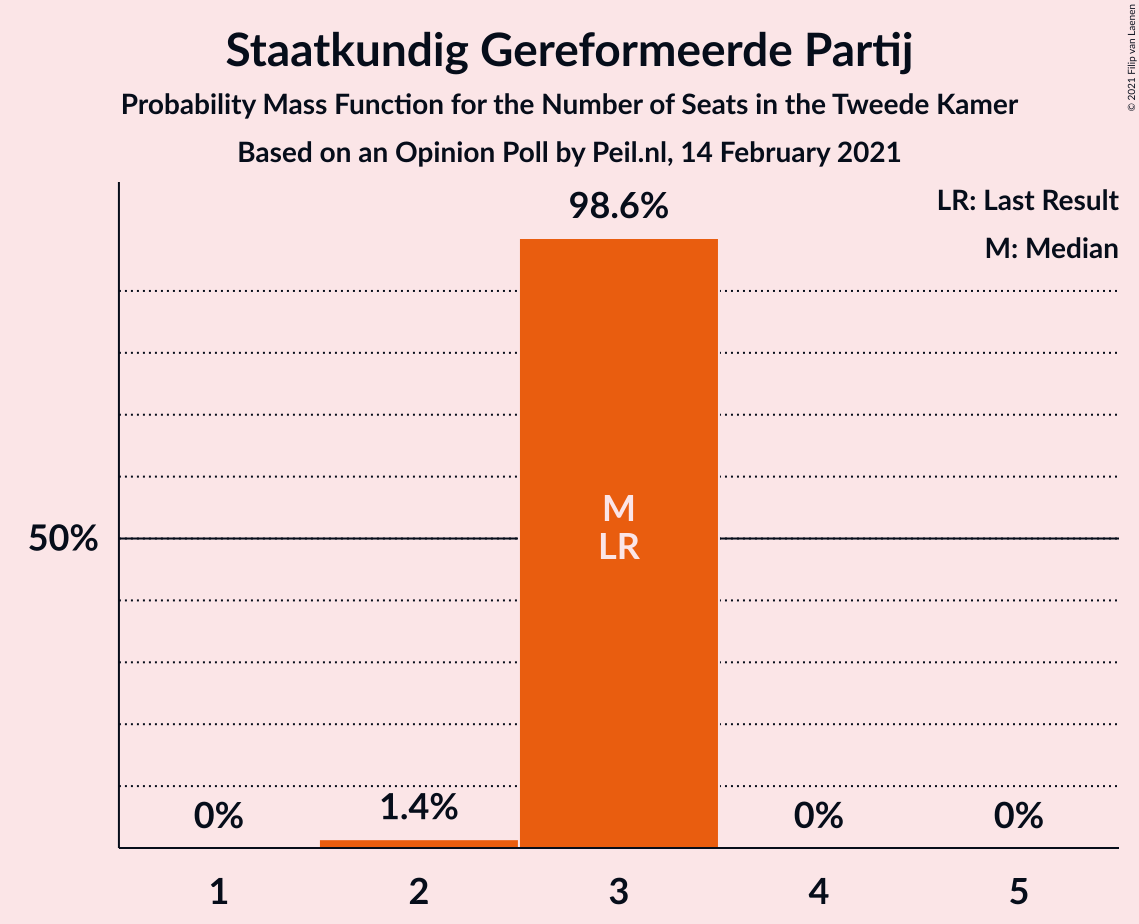 Staatkundig Gereformeerde Partij
Probability Mass Function for the Number of Seats in the Tweede Kamer
Based on an Opinion Poll by Peil.nl, 14 February 2021
© 2021 Filip van Laenen
LR: Last Result
M: Median
98.6%
M
LR
50%
0%
1.4%
0%
0%
1
2
3
4
5